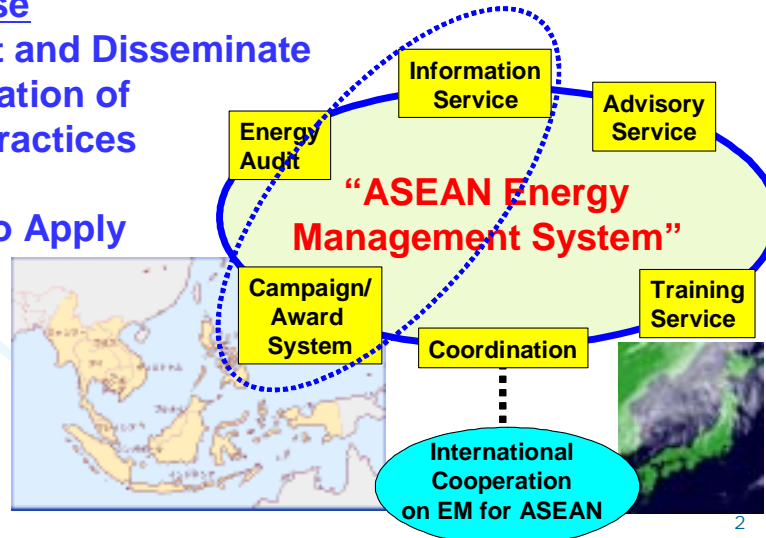 se
t and Disseminate
ation of
ractices
o Apply
Information
Service
Advisory
Service
Energy
Audit
“ASEAN Energy
Management System”
Campaign/
Award
System
Training
Service
Coordination
International
Cooperation
on EM for ASEAN
2